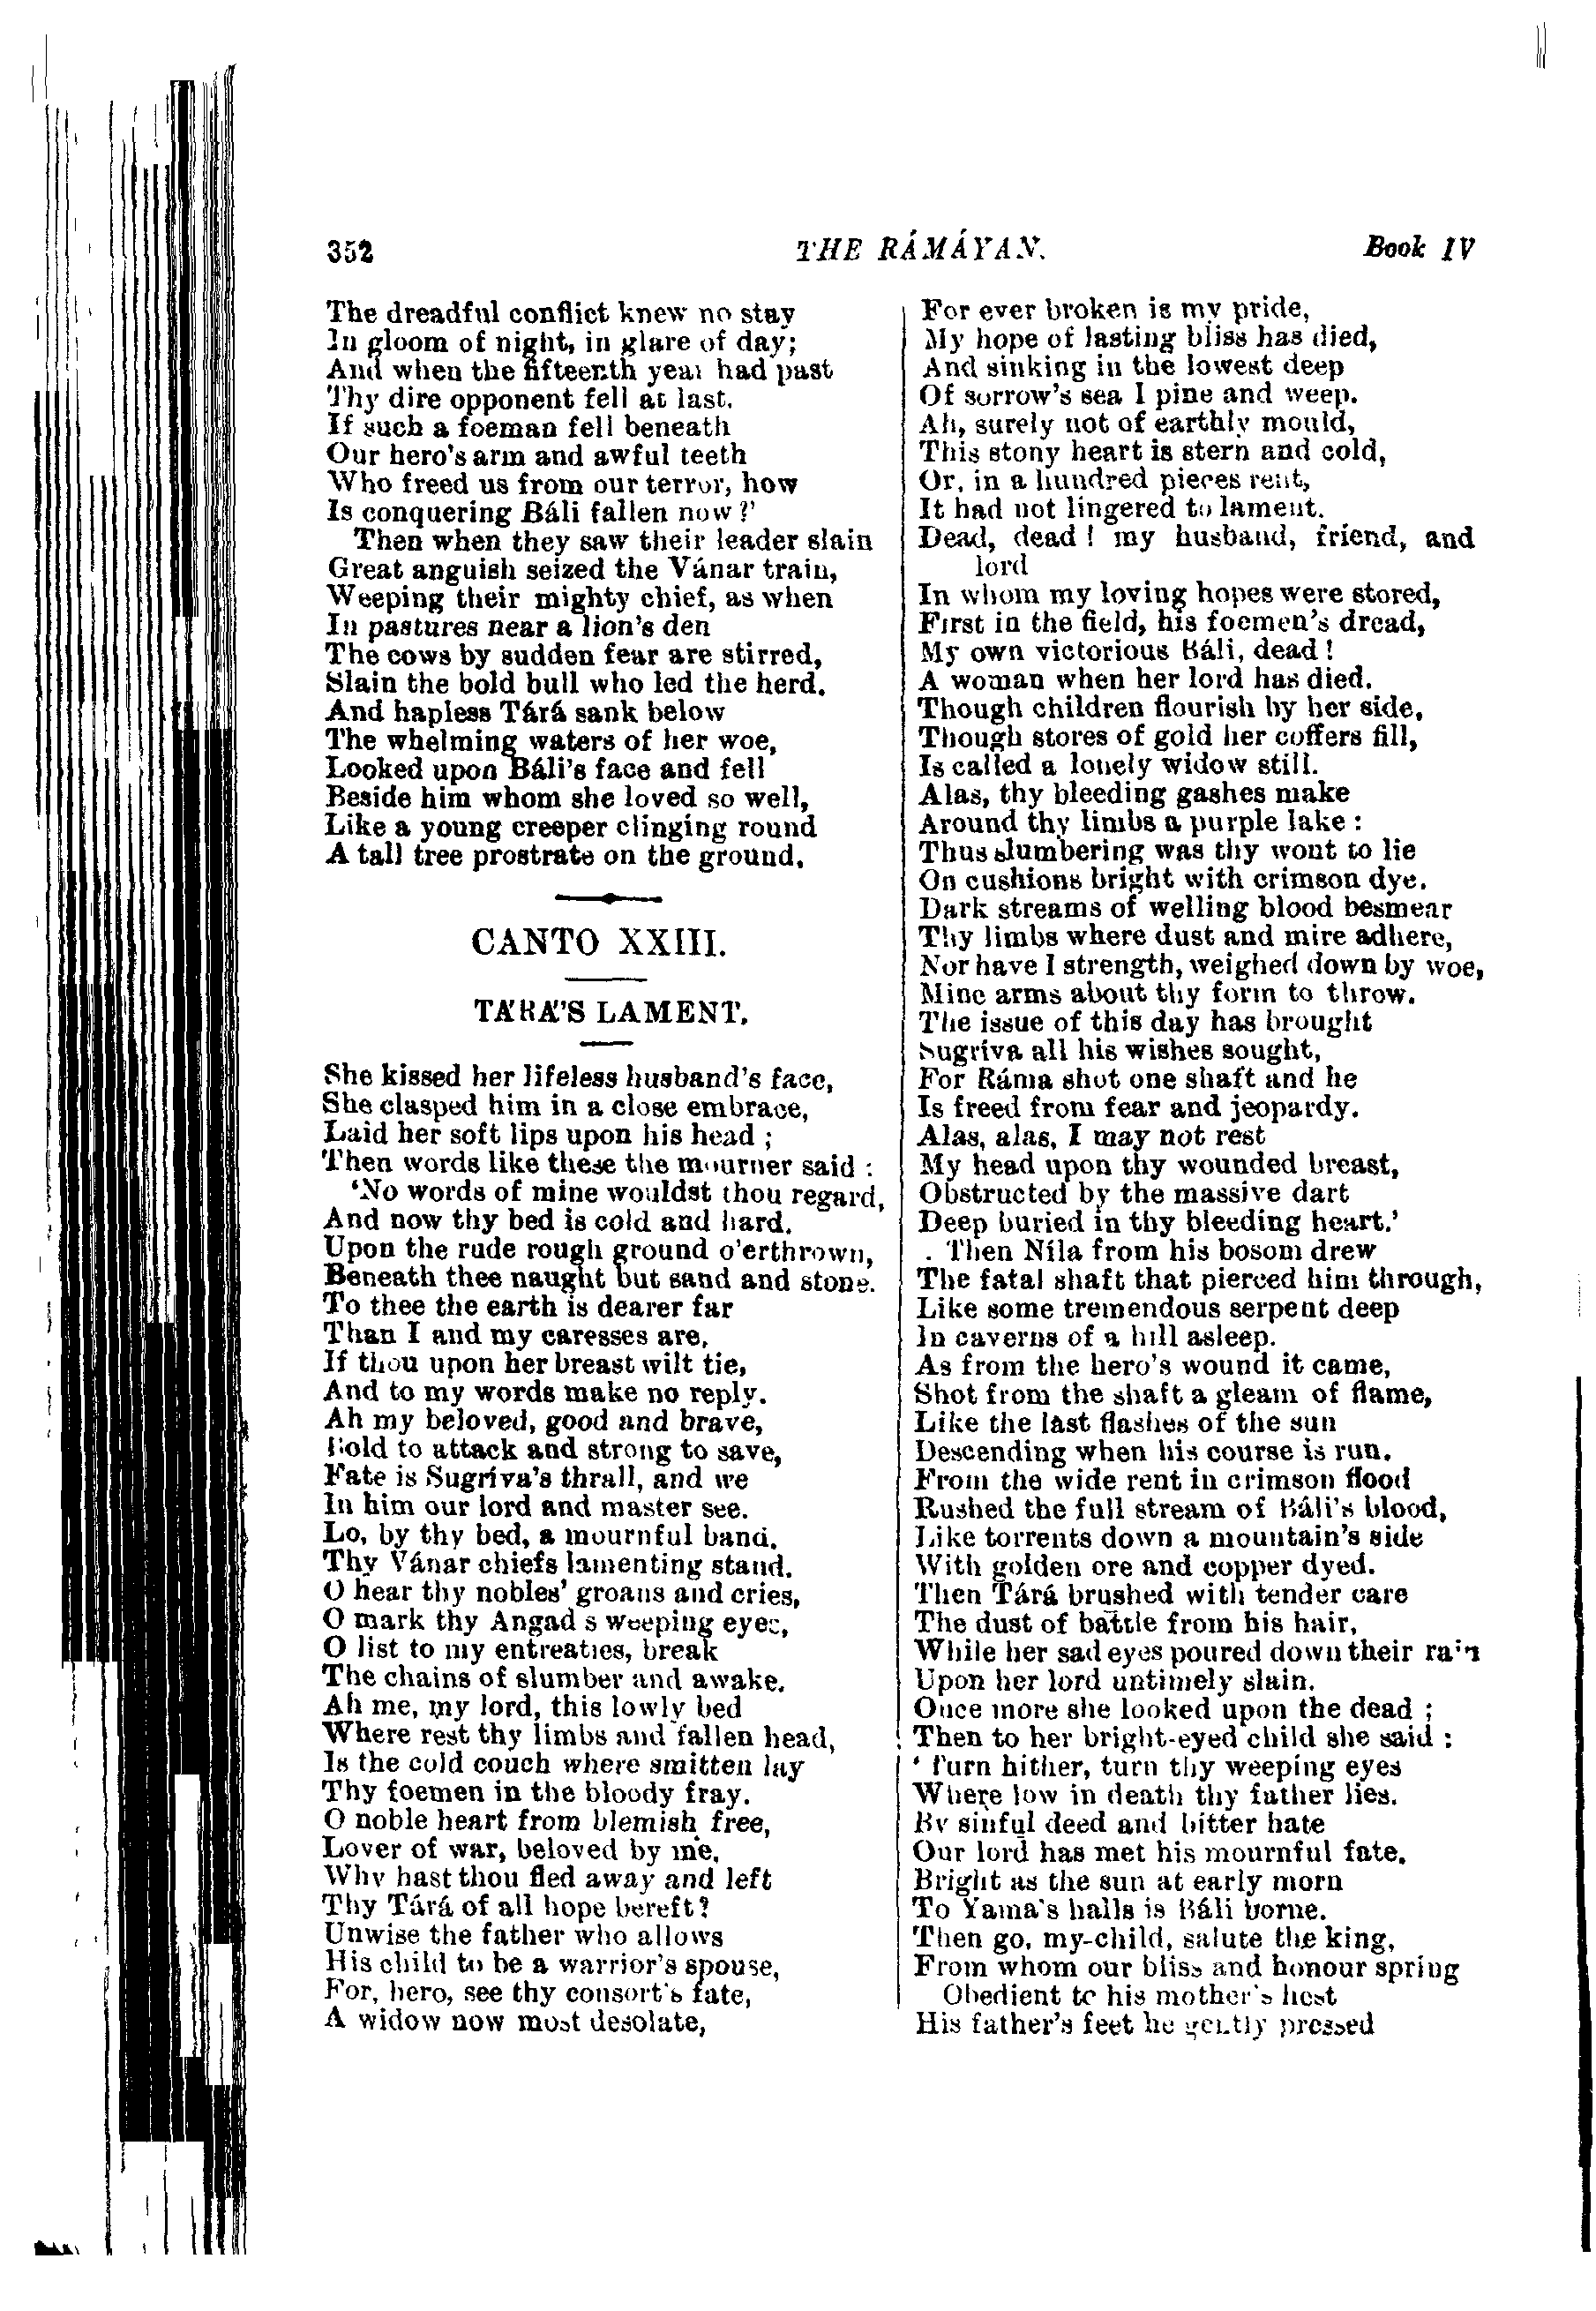 352 THE RÁMÁYAN. Book IV
The dreadful conflict knew no stay
In gloom of night, in glare of day;
And when the fifteenth year had past
Thy dire opponent fell at last.
If such a foeman fell beneath
Our hero's arm and awful teeth
Who freed us from our terror, how
Is conquering Báli fallen now?'
Then when they saw their leader slain
Great anguish seized the Vánar train,
Weeping their mighty chief, as when
In pastures near a lion's den
The cows by sudden fear are stirred,
Slain the bold bull who led the herd.
And hapless Tárá sank below
The whelming waters of her woe,
Looked upon Báli's face and fell
Beside him whom she loved so well,
Like a young creeper clinging round
A tall tree prostrate on the ground.
CANTO XXIII.
TÁRÁ'S LAMENT.
She kissed her lifeless husband's face,
She clasped him in a close embrace,
Laid her soft lips upon his head;
Then words like these the mourner said:
'No words of mine wouldst thou regard,
And now thy bed is cold and hard.
Upon the rude rough ground o'erthrown,
Beneath thee naught but sand and stone.
To thee the earth is dearer far
Than I and my caresses are,
If thou upon her breast wilt tie,
And to my words make no reply.
Ah my beloved, good and brave,
Bold to attack and strong to save,
Fate is Sugríva's thrall, and we
In him our lord and master see.
Lo, by thy bed, a mournful band,
Thy Vánar chiefs lamenting stand.
O hear thy nobles' groans and cries,
O mark thy Angad s weeping eyes,
O list to my entreaties, break
The chains of slumber and awake.
Ah me, my lord, this lowly bed
Where rest thy limbs and fallen head,
Is the cold couch where smitten lay
Thy foemen in the bloody fray.
O noble heart from blemish free,
Lover of war, beloved by me,
Why hast thou fled away and left
Thy Tárá of all hope bereft?
Unwise the father who allows
His child to be a warrior's spouse,
For, hero, see thy consort's fate,
A widow now most desolate,
For ever broken is my pride,
My hope of lasting bliss has died,
And sinking in the lowest deep
Of sorrow's sea I pine and weep.
Ah, surely not of earthly mould,
This stony heart is stern and cold,
Or, in a hundred pieces rent,
It had not lingered to lament.
Dead, dead! my husband, friend, and
lord
In whom my loving hopes were stored,
First in the field, his foemen's dread,
My own victorious Báli, dead!
A woman when her lord has died,
Though children flourish by her side,
Though stores of gold her coffers fill,
Is called a lonely widow still.
Alas, thy bleeding gashes make
Around thy limbs a purple lake:
Thus slumbering was thy wont to lie
On cushions bright with crimson dye.
Dark streams of welling blood besmear
Thy limbs where dust and mire adhere,
Nor have I strength, weighed down by woe,
Mine arms about thy form to throw.
The issue of this day has brought
Sugríva all his wishes sought,
For Ráma shot one shaft and he
Is freed from fear and jeopardy.
Alas, alas, I may not rest
My head upon thy wounded breast,
Obstructed by the massive dart
Deep buried in thy bleeding heart.'
Then Níla from his bosom drew
The fatal shaft that pierced him through,
Like some tremendous serpent deep
In caverns of a hill asleep.
As from the hero's wound it came,
Shot from the shaft a gleam of flame,
Like the last flashes of the sun
Descending when his course is run.
From the wide rent in crimson flood
Rushed the full stream of Báli's blood,
Like torrents down a mountain's side
With golden ore and copper dyed.
Then Tárá brushed with tender care
The dust of battle from his hair,
While her sad eyes poured down their rain
Upon her lord untimely slain.
Once more she looked upon the dead;
Then to her bright-eyed child she said:
'Turn hither, turn thy weeping eyes
Where low in death thy father lies.
By sinful deed and bitter hate
Our lord has met his mournful fate.
Bright as the sun at early morn
To Yama's halls is Báli borne.
Then go, my-child, salute the king,
From whom our bliss and honour spring
Obedient to his mother's hest
His father's feet he gently pressed